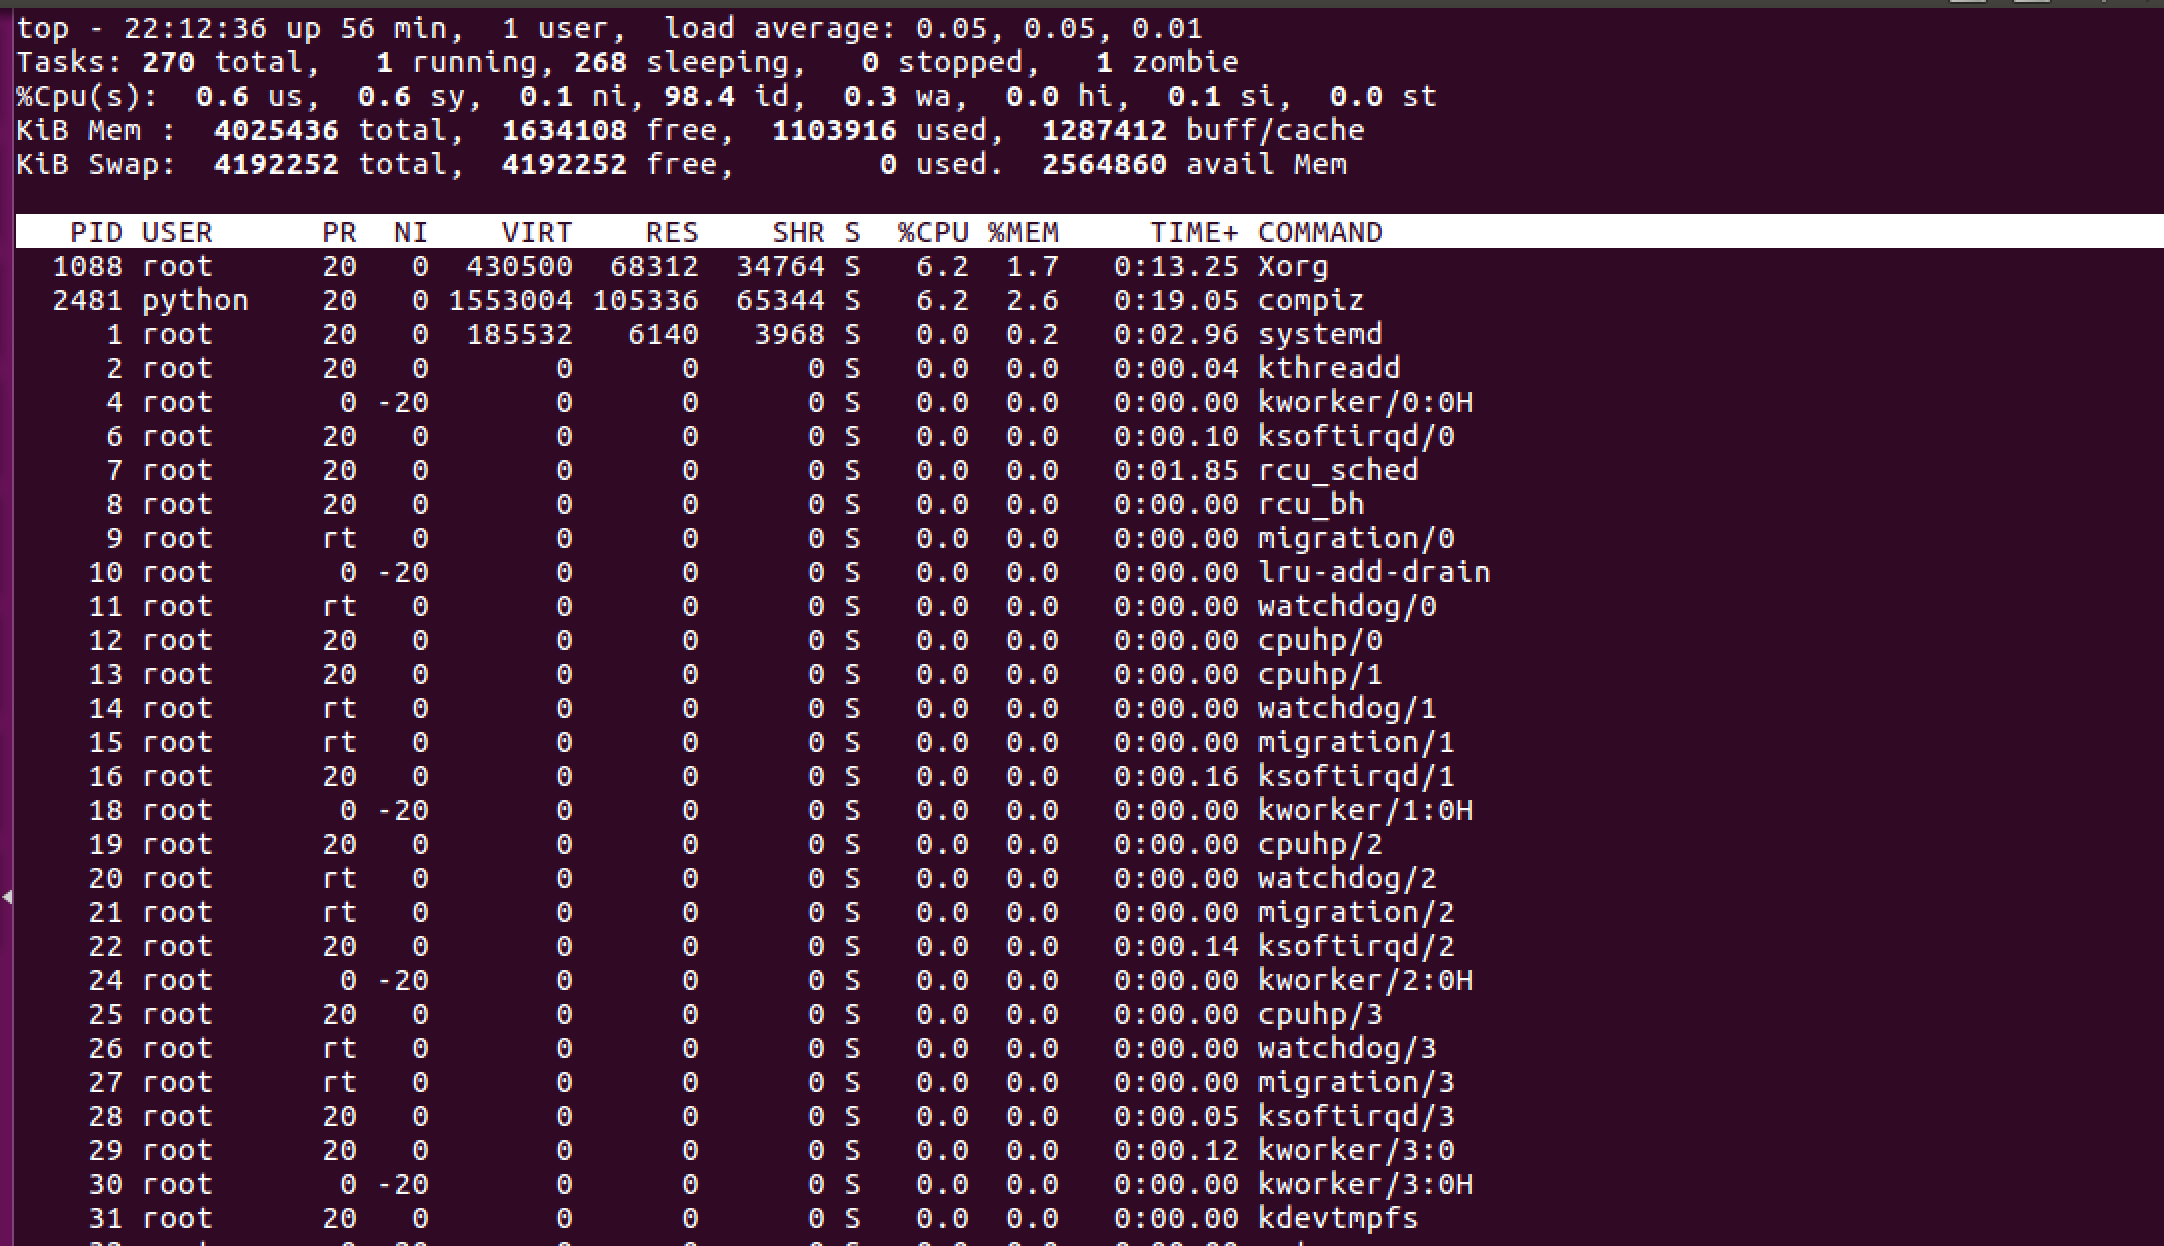 top - 22:12:36 up 56 min,  1 user,  load average: 0.05, 0.05, 0.01
Tasks: 270 total,   1 running, 268 sleeping,   0 stopped,   1 zombie
%Cpu(s):  0.6 us,  0.6 sy,  0.1 ni, 98.4 id,  0.3 wa,  0.0 hi,  0.1 si,  0.0 st
KiB Mem :  4025436 total,  1634108 free,  1103916 used,  1287412 buff/cache
KiB Swap:  4192252 total,  4192252 free,        0 used.  2564860 avail Mem
PID USER      PR  NI    VIRT    RES    SHR S  %CPU %MEM     TIME+ COMMAND
1088 root      20   0  430500  68312  34764 S   6.2  1.7   0:13.25 Xorg
2481 python    20   0 1553004 105336  65344 S   6.2  2.6   0:19.05 compiz
1 root      20   0  185532   6140   3968 S   0.0  0.2   0:02.96 systemd
2 root      20   0       0      0      0 S   0.0  0.0   0:00.04 kthreadd
4 root       0 -20       0      0      0 S   0.0  0.0   0:00.00 kworker/0:0H
6 root      20   0       0      0      0 S   0.0  0.0   0:00.10 ksoftirqd/0
7 root      20   0       0      0      0 S   0.0  0.0   0:01.85 rcu_sched
8 root      20   0       0      0      0 S   0.0  0.0   0:00.00 rcu_bh
9 root      rt   0       0      0      0 S   0.0  0.0   0:00.00 migration/0
10 root       0 -20       0      0      0 S   0.0  0.0   0:00.00 lru-add-drain
11 root      rt   0       0      0      0 S   0.0  0.0   0:00.00 watchdog/0
12 root      20   0       0      0      0 S   0.0  0.0   0:00.00 cpuhp/0
13 root      20   0       0      0      0 S   0.0  0.0   0:00.00 cpuhp/1
14 root      rt   0       0      0      0 S   0.0  0.0   0:00.00 watchdog/1
15 root      rt   0       0      0      0 S   0.0  0.0   0:00.00 migration/1
16 root      20   0       0      0      0 S   0.0  0.0   0:00.16 ksoftirqd/1
18 root       0 -20       0      0      0 S   0.0  0.0   0:00.00 kworker/1:0H
19 root      20   0       0      0      0 S   0.0  0.0   0:00.00 cpuhp/2
20 root      rt   0       0      0      0 S   0.0  0.0   0:00.00 watchdog/2
21 root      rt   0       0      0      0 S   0.0  0.0   0:00.00 migration/2
22 root      20   0       0      0      0 S   0.0  0.0   0:00.14 ksoftirqd/2
24 root       0 -20       0      0      0 S   0.0  0.0   0:00.00 kworker/2:0H
25 root      20   0       0      0      0 S   0.0  0.0   0:00.00 cpuhp/3
26 root      rt   0       0      0      0 S   0.0  0.0   0:00.00 watchdog/3
27 root      rt   0       0      0      0 S   0.0  0.0   0:00.00 migration/3
28 root      20   0       0      0      0 S   0.0  0.0   0:00.05 ksoftirqd/3
29 root      20   0       0      0      0 S   0.0  0.0   0:00.12 kworker/3:0
30 root       0 -20       0      0      0 S   0.0  0.0   0:00.00 kworker/3:0H
31 root      20   0       0      0      0 S   0.0  0.0   0:00.00 kdevtmpfs